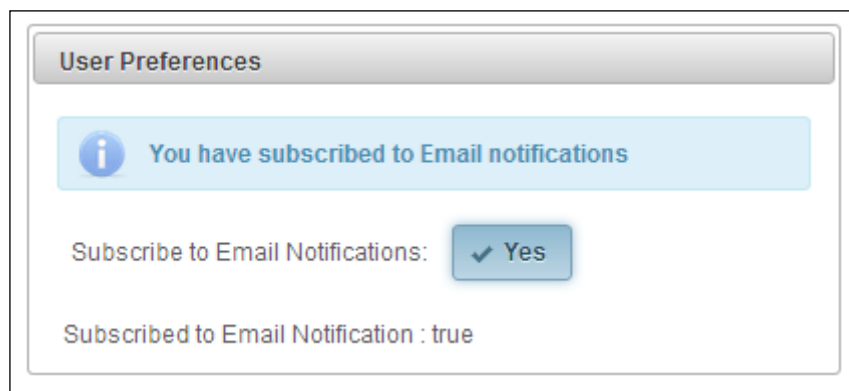 User Preferences
You have subscribed to Email notifications
Subscribe to Email Notifications: Yes
Subscribed to Email Notification : true